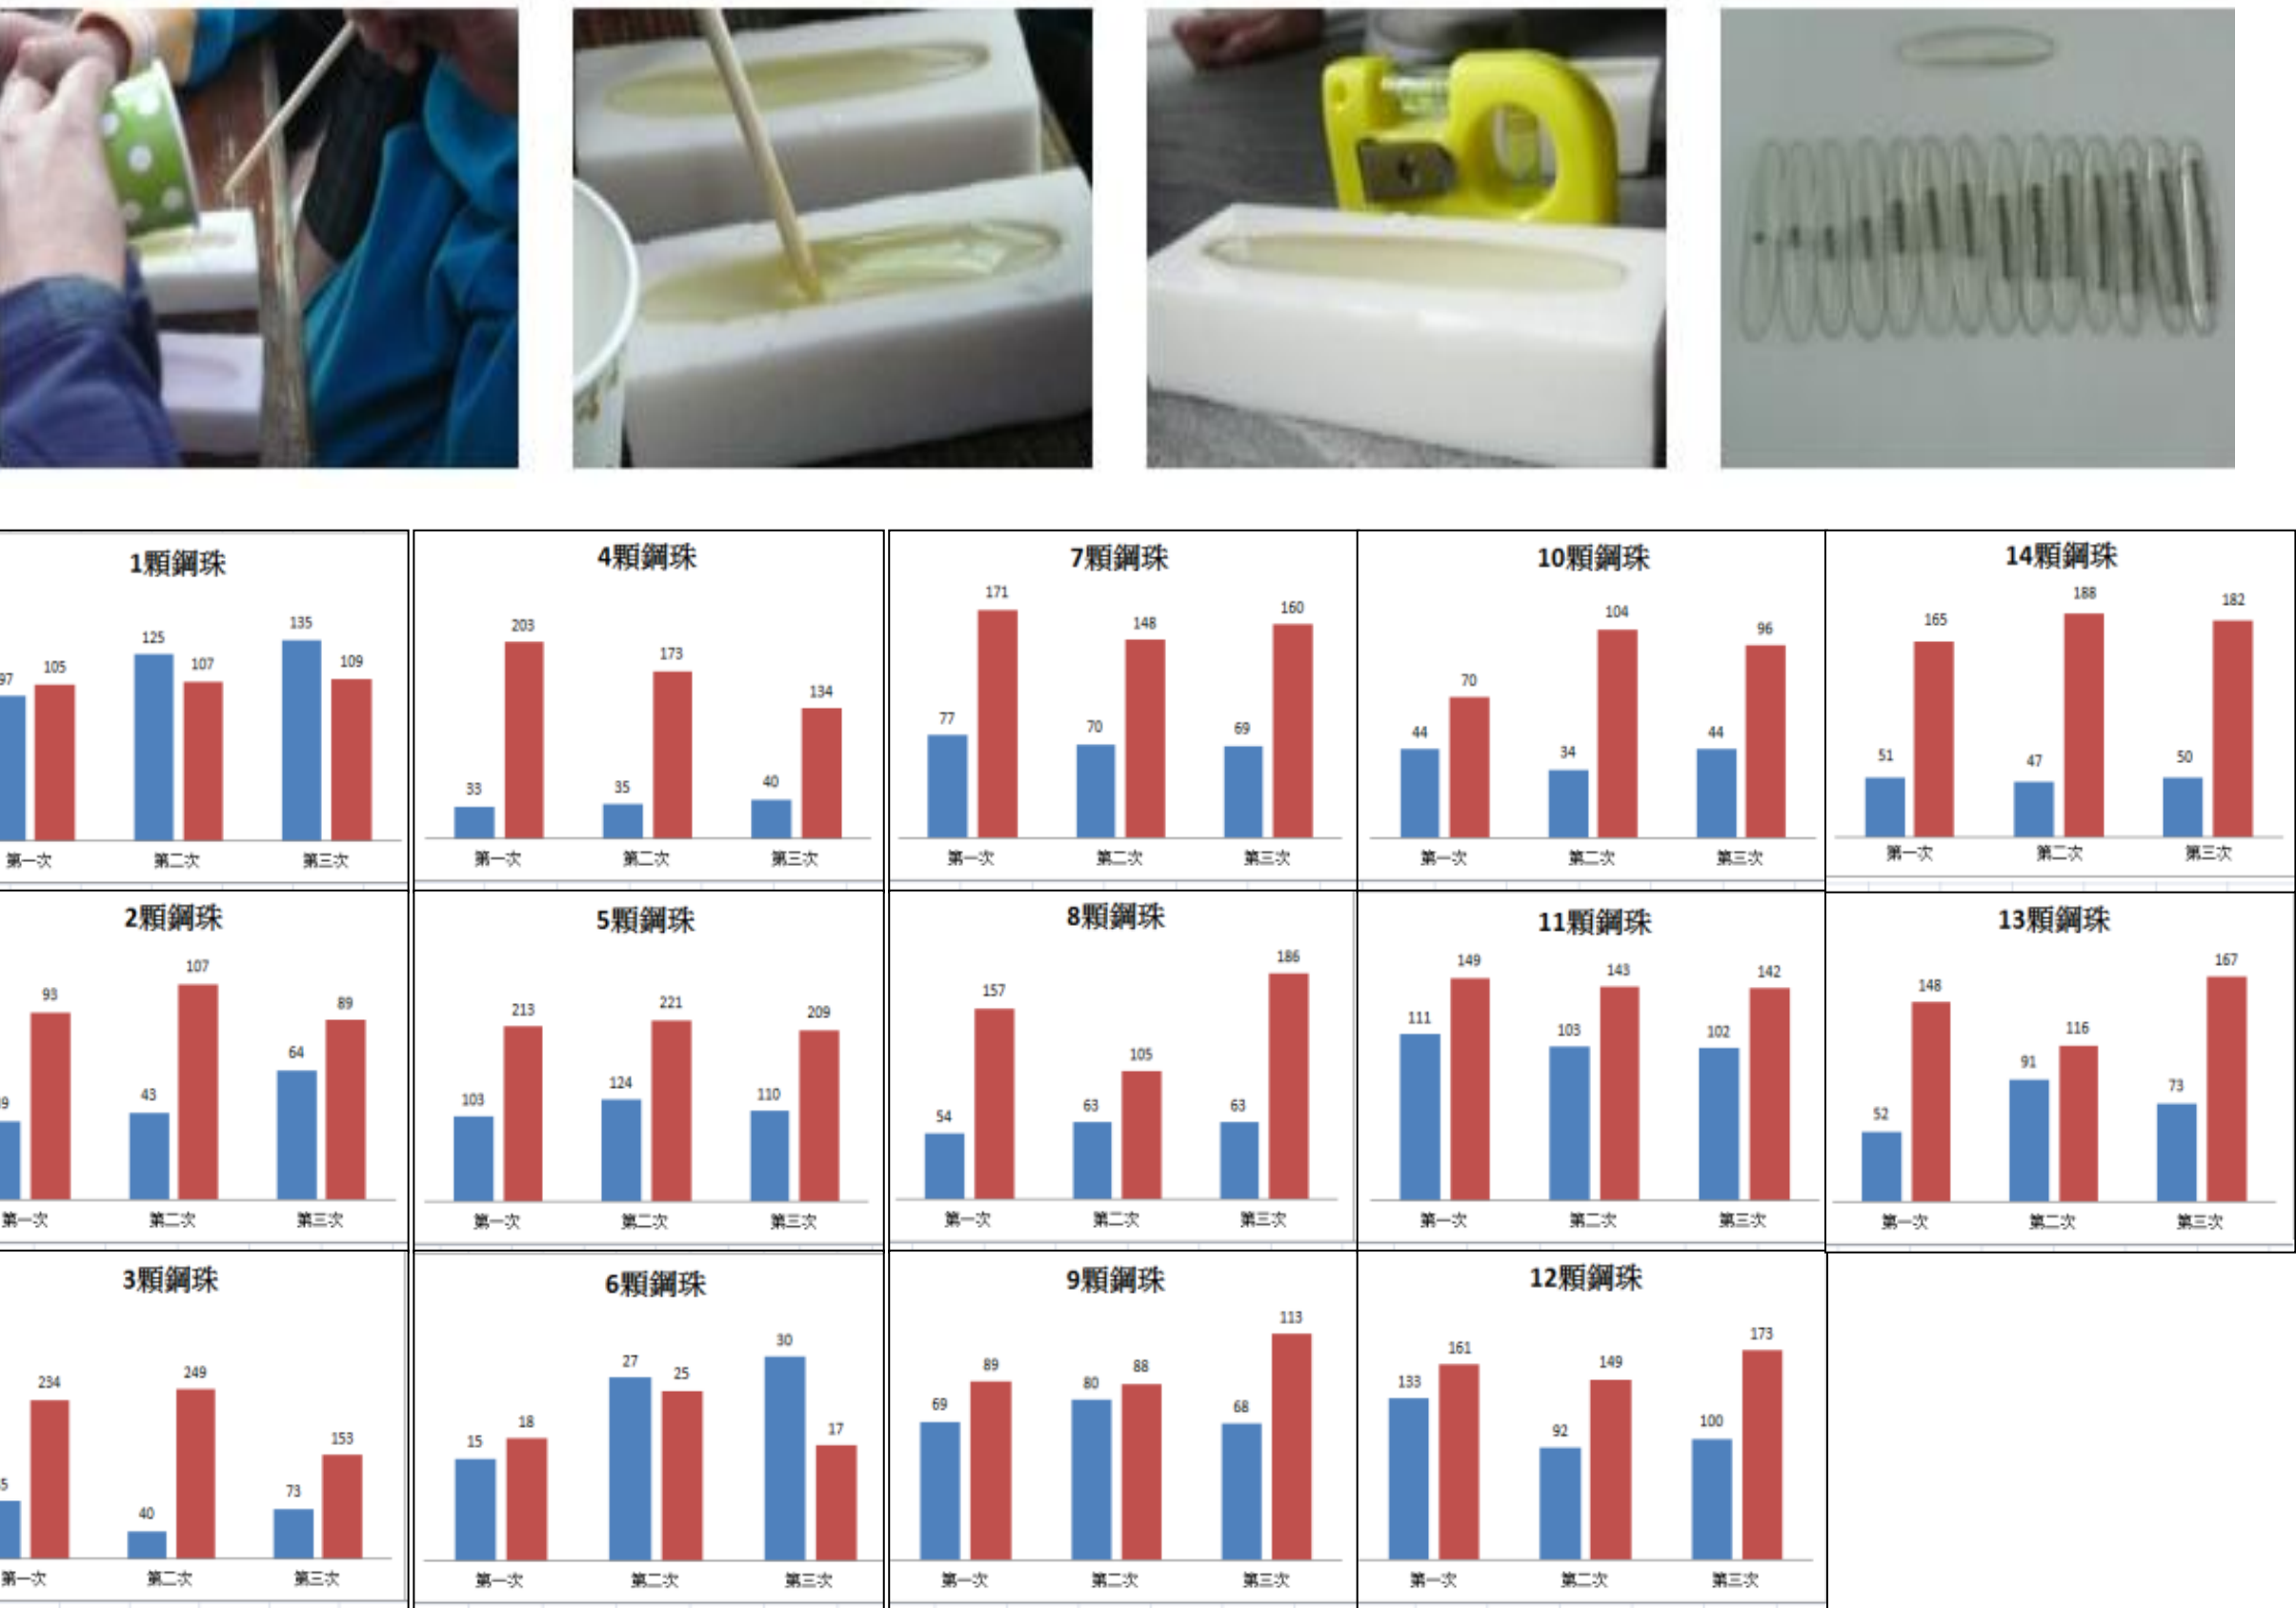 1顆鋼珠
97 105 125 107 135 109
第一次 第二次 第三次
4顆鋼珠
33 203 35 173 40 134
第一次 第二次 第三次
7顆鋼珠
77 171 70 148 69 160
第一次 第二次 第三次
10顆鋼珠
44 70 34 104 44 96
第一次 第二次 第三次
14顆鋼珠
51 165 47 188 50 182
第一次 第二次 第三次
2顆鋼珠
93 43 107 64 89
第一次 第二次 第三次
5顆鋼珠
103 213 124 221 110 209
第一次 第二次 第三次
8顆鋼珠
54 157 63 105 63 186
第一次 第二次 第三次
11顆鋼珠
111 149 103 143 102 142
第一次 第二次 第三次
13顆鋼珠
52 148 91 116 73 167
第一次 第二次 第三次
3顆鋼珠
234 40 249 73 153
第一次 第二次 第三次
6顆鋼珠
15 18 27 25 30 17
第一次 第二次 第三次
9顆鋼珠
69 89 80 88 68 113
第一次 第二次 第三次
12顆鋼珠
133 161 92 149 100 173
第一次 第二次 第三次